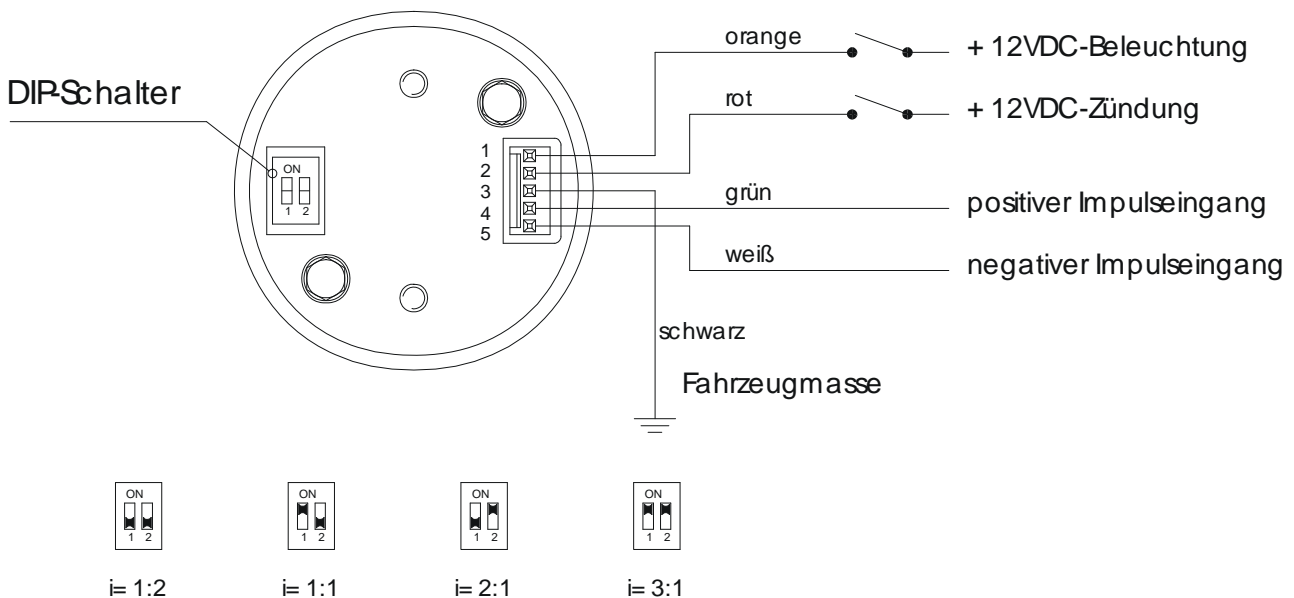 orange
+ 12VDC-Beleuchtung
DIP-Schalter
rot
+ 12VDC-Zündung
ON
1 2
1
2
3
4
5
grün
positiver Impulseingang
weiß
negativer Impulseingang
schwarz
Fahrzeugmasse
ON
1 2
ON
1 2
ON
1 2
ON
1 2
i= 1:2
i= 1:1
i= 2:1
i= 3:1